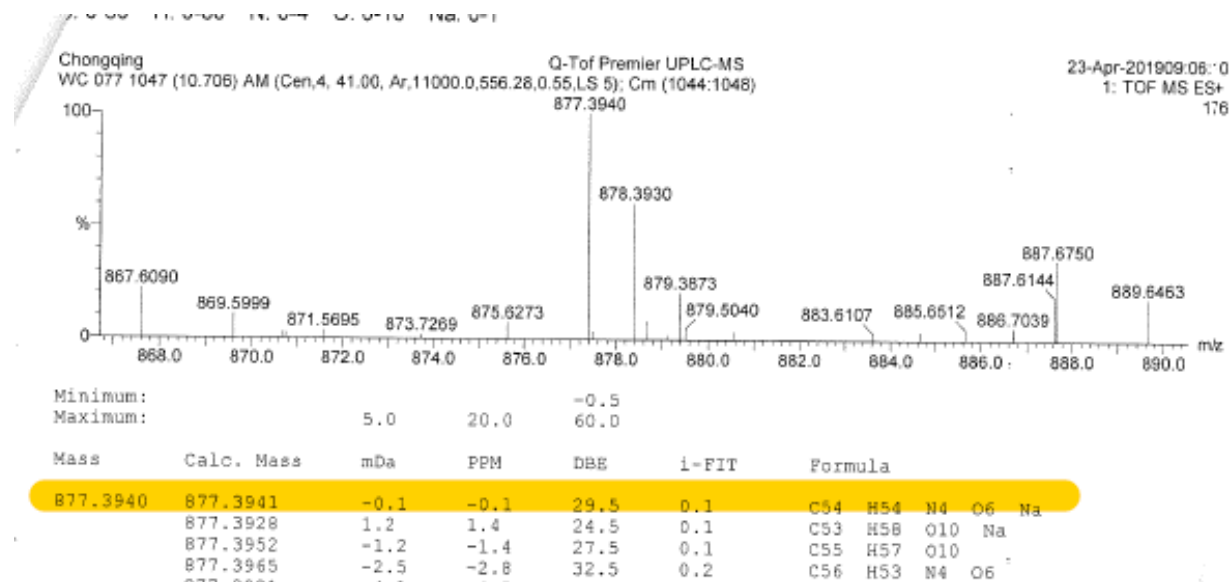 Chongqing
Q-Tof Premier UPLC-MS
23-Apr-201909:06:
WC 077 1047 (10.706) AM (Cen,4, 41.00, Ar,11000.0,556.28,0.55,LS 5); Cm (1044:1048)
1: TOF MS ES+
176
100
877.3940
878.3930
%
867.6090
869.5999
871.5695
873.7269
875.6273
879.3873
879.5040
883.6107
885.6512
886.7039
887.6144
887.6750
889.6463
0
m/z
868.0 870.0 872.0 874.0 876.0 878.0 880.0 882.0 884.0 886.0 888.0 890.0
Minimum: -0.5
Maximum: 5.0 20.0 60.0
Mass Calc. Mass mDa PPM DBE i-FIT Formula
877.3940 877.3941 -0.1 -0.1 29.5 0.1 C54 H54 N4 O6 Na
877.3928 1.2 1.4 24.5 0.1 C53 H58 O10 Na
877.3952 -1.2 -1.4 27.5 0.1 C55 H57 O10
877.3965 -2.5 -2.8 32.5 0.2 C56 H53 N4 O6